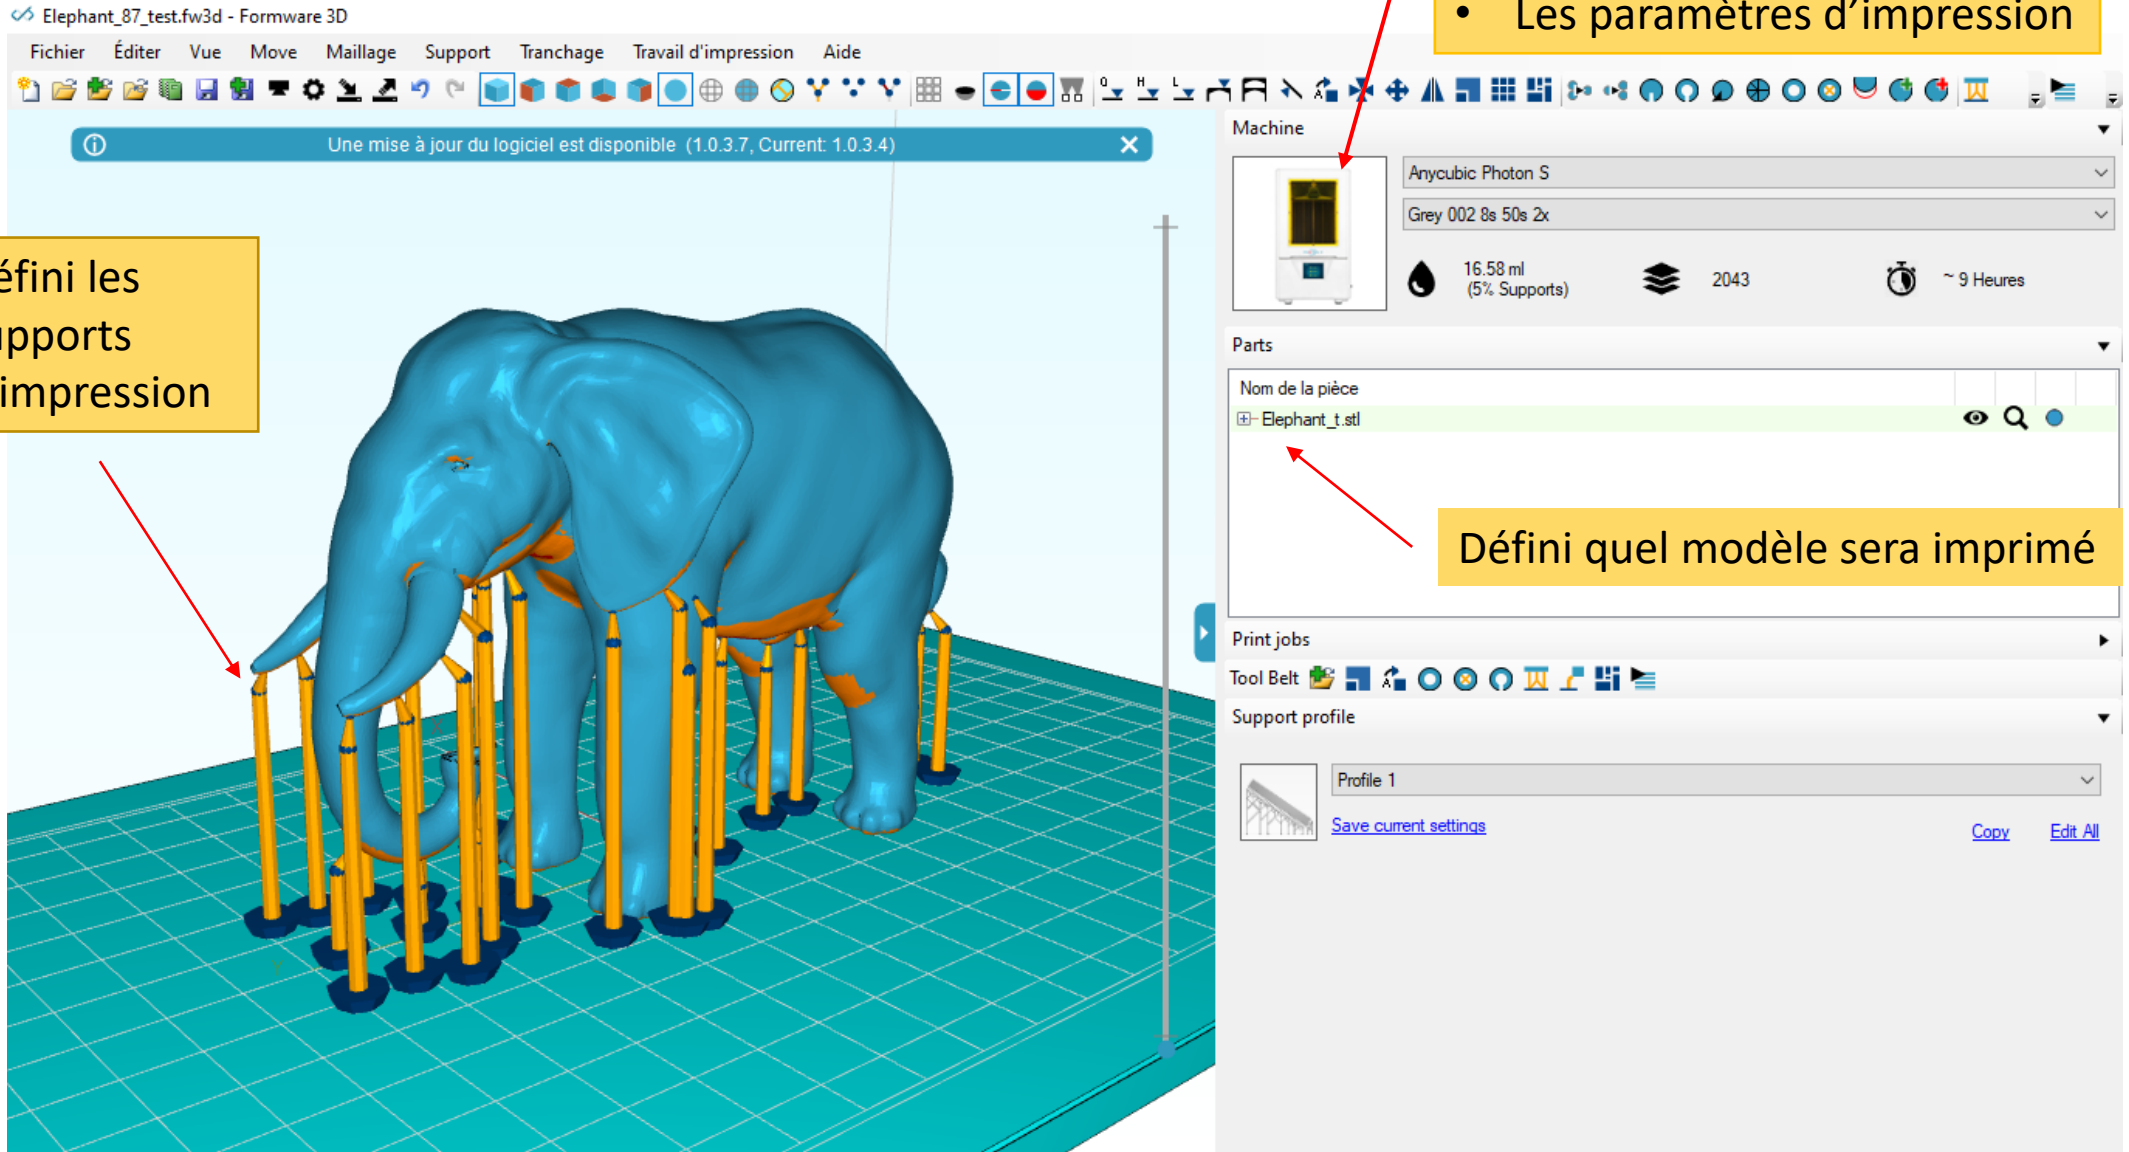 Elephant_87_test.fw3d - Formware 3D
• Les paramètres d'impression
Fichier Éditer Vue Move Maillage Support Tranchage Travail d'impression Aide
Une mise à jour du logiciel est disponible (1.0.3.7, Current: 1.0.3.4)
éfini les
upports
impression
Machine
Anycubic Photon S
Grey 002 8s 50s 2x
16.58 ml
(5% Supports)
2043
~ 9 Heures
Parts
Nom de la pièce
Elephant_t.stl
Défini quel modèle sera imprimé
Print jobs
Tool Belt
Support profile
Profile 1
Save current settings
Copy Edit All
X
Y